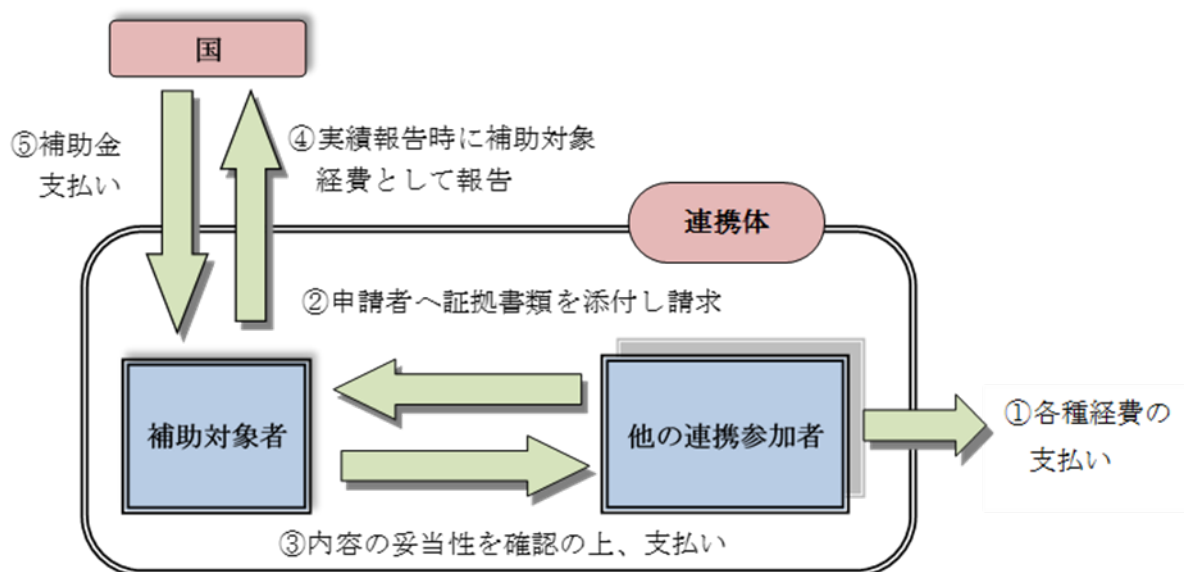 国
⑤補助金
支払い
④実績報告時に補助対象
経費として報告
連携体
②申請者へ証拠書類を添付し請求
補助対象者
他の連携参加者
①各種経費の
支払い
③内容の妥当性を確認の上、支払い